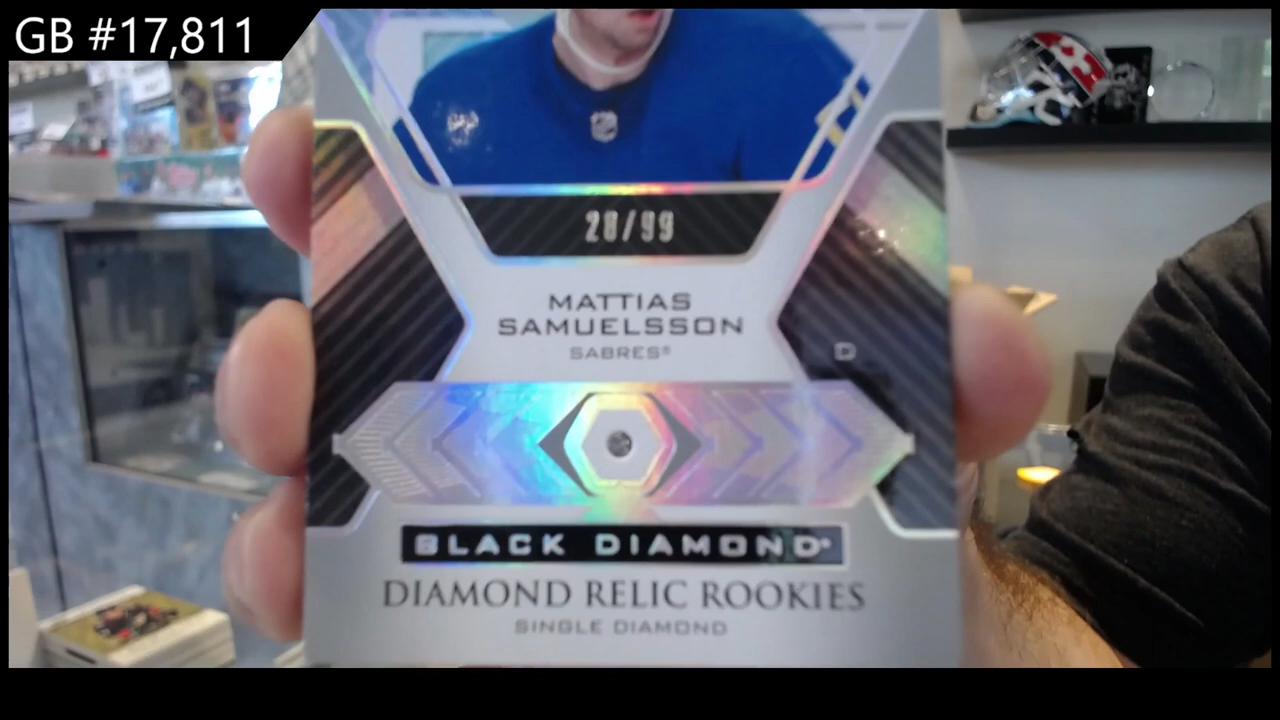 GB #17,811
28/99
MATTIAS
SAMUELSSON
SABRES®
D
BLACK DIAMOND®
DIAMOND RELIC ROOKIES
SINGLE DIAMOND